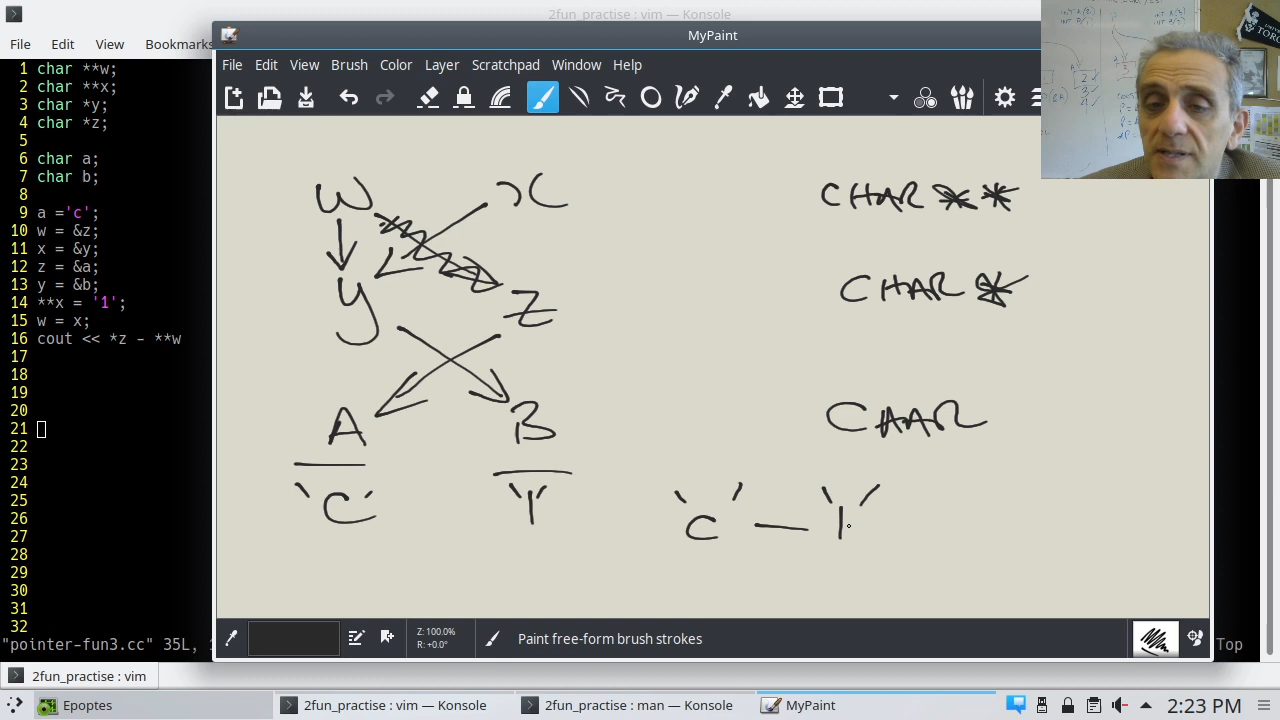 2fun_practise : vim — Konsole
MyPaint
File Edit View Bookmarks
File Edit View Brush Color Layer Scratchpad Window Help
1 char **w;
2 char **x;
3 char *y;
4 char *z;
5
6 char a;
7 char b;
8
9 a ='c';
10 w = &z;
11 x = &y;
12 z = &a;
13 y = &b;
14 **x = '1';
15 w = x;
16 cout << *z - **w
17
18
19
20
21
22
23
24
25
26
27
28
29
30
31
32
W X CHAR **
Y Z CHAR *
A B CHAR
'C' '1' 'C' — '1'
"pointer-fun3.cc" 35L,
Top
Z: 100.0%
R: +0.0°
Paint free-form brush strokes
2fun_practise : vim
Epoptes
2fun_practise : vim — Konsole
2fun_practise : man — Konsole
MyPaint
2:23 PM